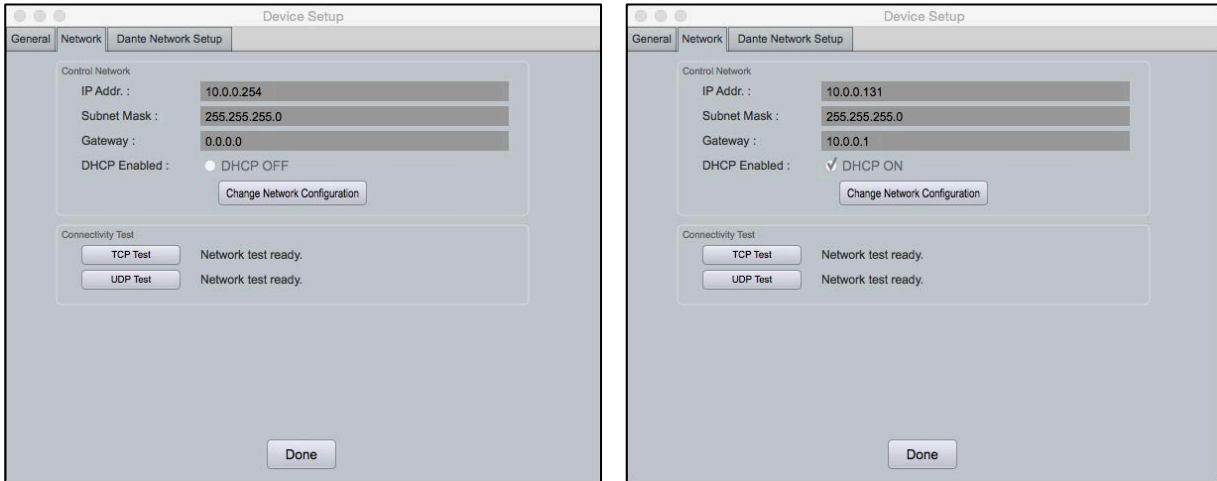 Device Setup
General Network Dante Network Setup
Control Network
IP Addr. : 10.0.0.254
Subnet Mask : 255.255.255.0
Gateway : 0.0.0.0
DHCP Enabled : DHCP OFF
Change Network Configuration
Connectivity Test
TCP Test Network test ready.
UDP Test Network test ready.
Done
Device Setup
General Network Dante Network Setup
Control Network
IP Addr. : 10.0.0.131
Subnet Mask : 255.255.255.0
Gateway : 10.0.0.1
DHCP Enabled : DHCP ON
Change Network Configuration
Connectivity Test
TCP Test Network test ready.
UDP Test Network test ready.
Done